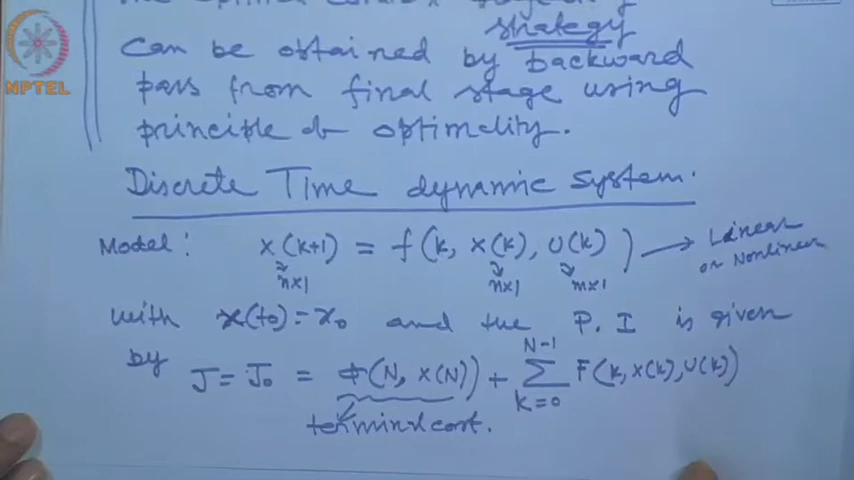 strategy
can be obtained by backward
pass from final stage using
principle of optimality.
Discrete Time dynamic system.
Model: x(k+1) = f(k, x(k), u(k)) → Linear
or Nonlinear
n×1 n×1 m×1
with x(t0) = x0 and the P.I is given
by J = J0 = Φ(N, x(N)) + Σ F(k, x(k), u(k))
N-1
k=0
terminal cost.
NPTEL